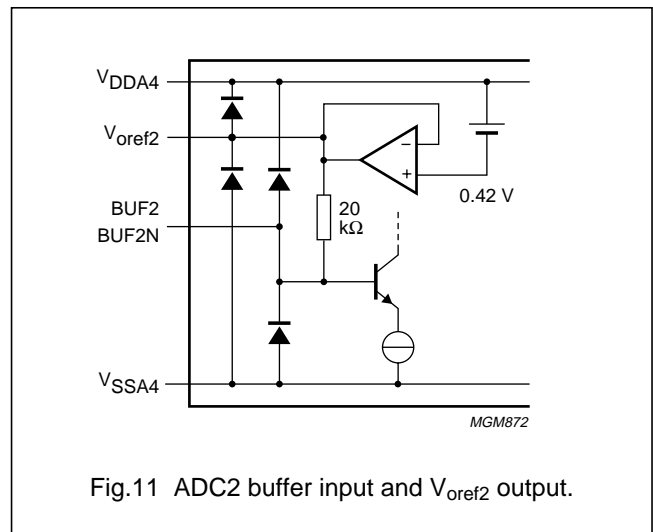 VDDA4
Voref2
BUF2
BUF2N
VSSA4
−
+
0.42 V
20
kΩ
MGM872
Fig.11 ADC2 buffer input and Voref2 output.